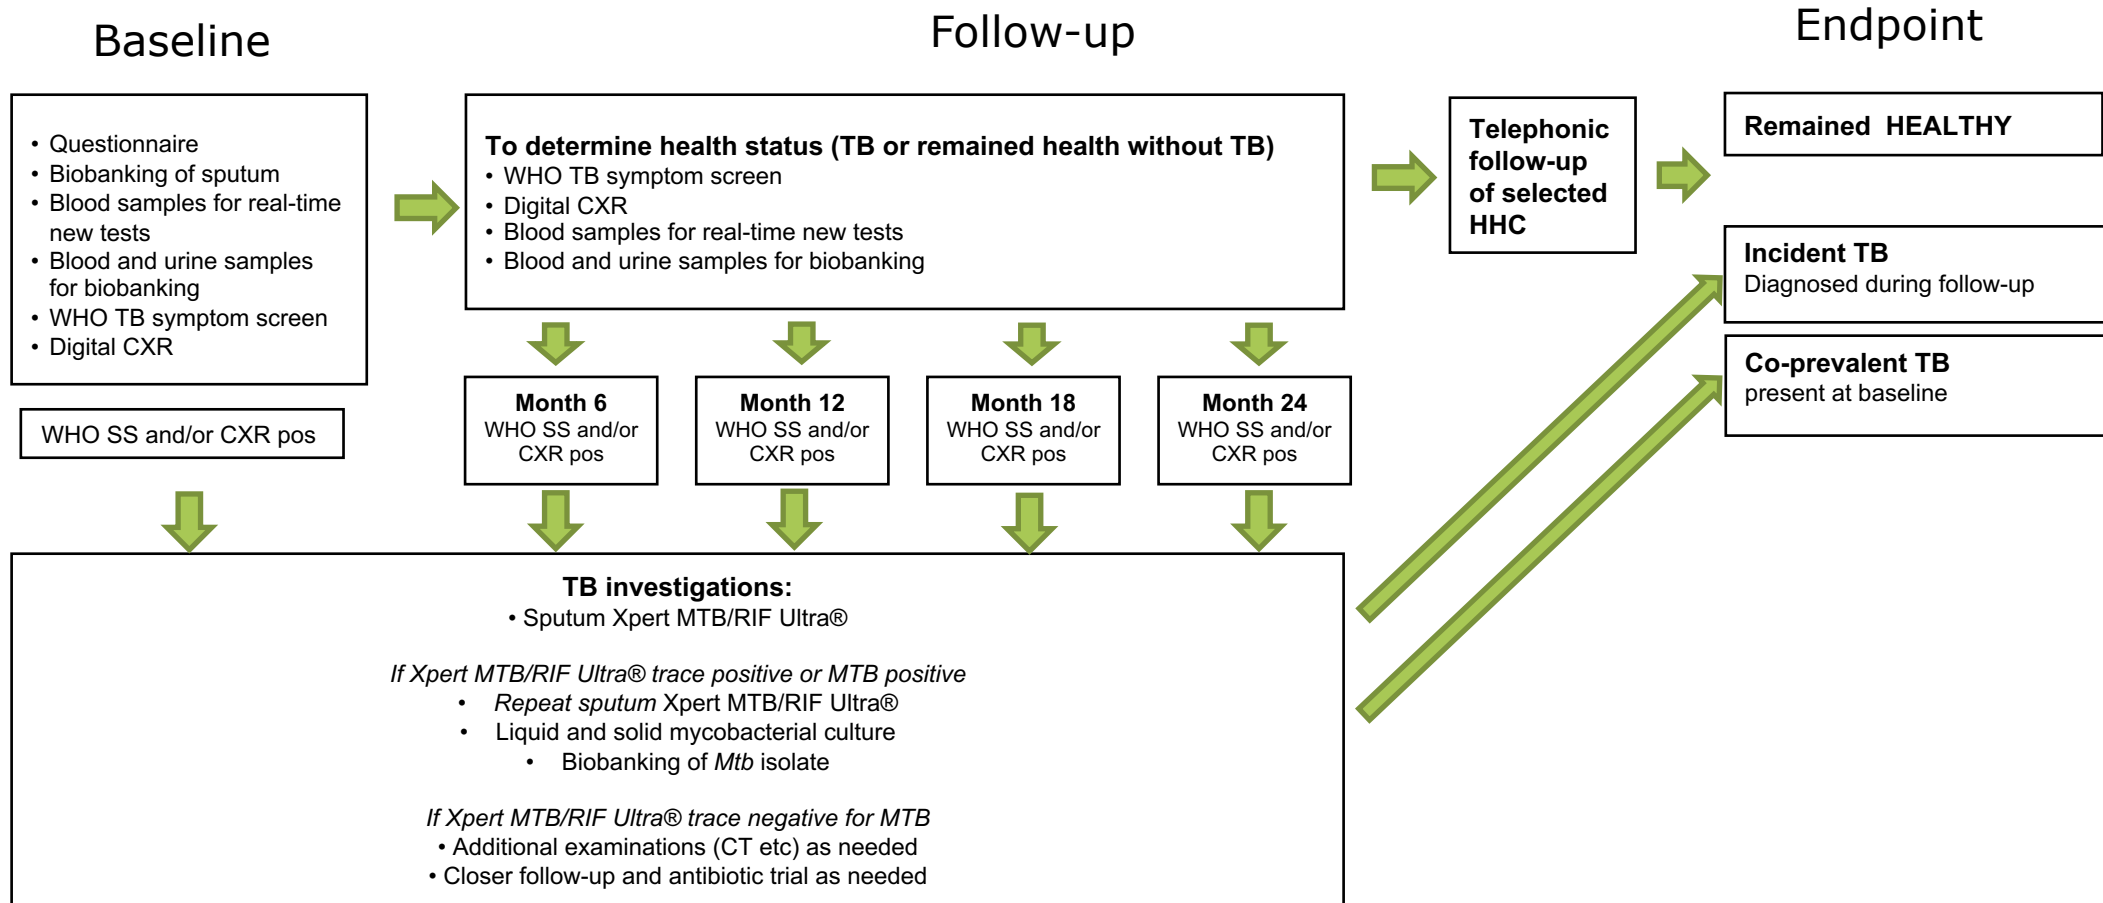 Baseline
Follow-up
Endpoint
• Questionnaire
• Biobanking of sputum
• Blood samples for real-time
new tests
• Blood and urine samples
for biobanking
• WHO TB symptom screen
• Digital CXR
WHO SS and/or CXR pos
To determine health status (TB or remained health without TB)
• WHO TB symptom screen
• Digital CXR
• Blood samples for real-time new tests
• Blood and urine samples for biobanking
Month 6
WHO SS and/or
CXR pos
Month 12
WHO SS and/or
CXR pos
Month 18
WHO SS and/or
CXR pos
Month 24
WHO SS and/or
CXR pos
Telephonic
follow-up
of selected
HHC
Remained HEALTHY
Incident TB
Diagnosed during follow-up
Co-prevalent TB
present at baseline
TB investigations:
• Sputum Xpert MTB/RIF Ultra®
If Xpert MTB/RIF Ultra® trace positive or MTB positive
• Repeat sputum Xpert MTB/RIF Ultra®
• Liquid and solid mycobacterial culture
• Biobanking of Mtb isolate
If Xpert MTB/RIF Ultra® trace negative for MTB
• Additional examinations (CT etc) as needed
• Closer follow-up and antibiotic trial as needed